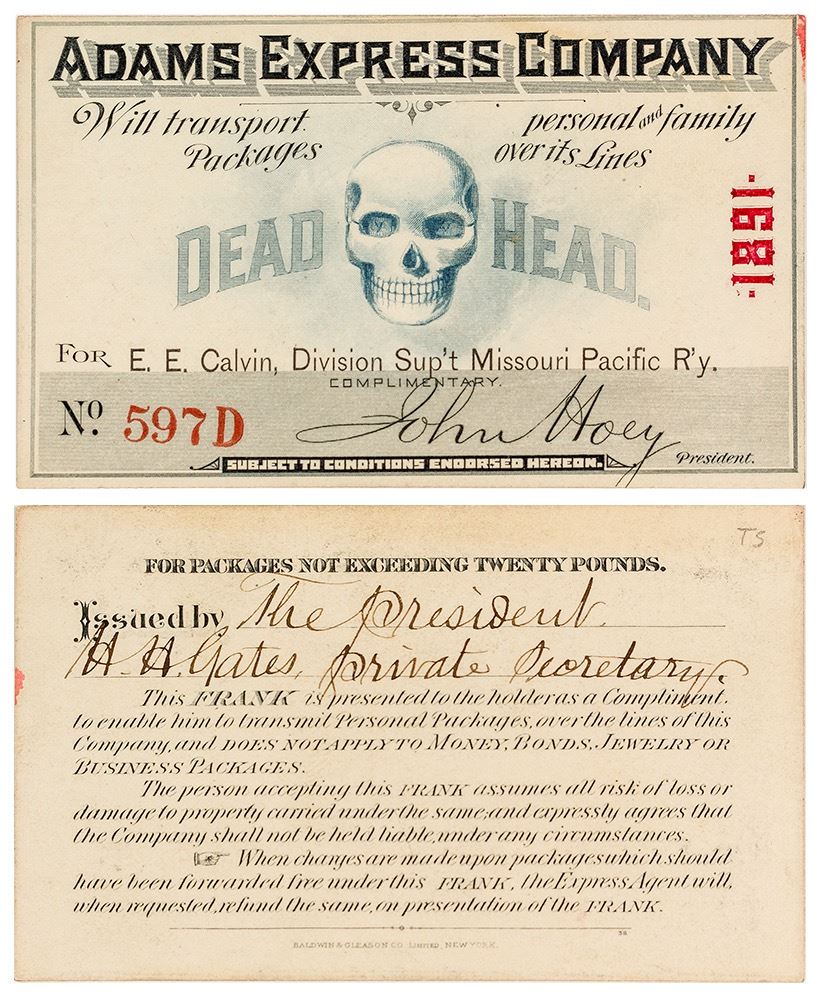 ADAMS EXPRESS COMPANY
Will transport personal and family
Packages over its Lines
DEAD HEAD.
·1891·
FOR E. E. Calvin, Division Sup't Missouri Pacific R'y.
COMPLIMENTARY.
Nº 597D John Hoey
President.
SUBJECT TO CONDITIONS ENDORSED HEREON.
TS
FOR PACKAGES NOT EXCEEDING TWENTY POUNDS.
Issued by The President
H. H. Gates, private Secretary.
This FRANK is presented to the holder as a Compliment,
to enable him to transmit Personal Packages, over the lines of this
Company, and DOES NOT APPLY TO MONEY, BONDS, JEWELRY OR
BUSINESS PACKAGES.
The person accepting this FRANK assumes all risk of loss or
damage to property carried under the same; and expressly agrees that
the Company shall not be held liable, under any circumstances.
☞ When charges are made upon packages which should
have been forwarded free under this FRANK, the Express Agent will,
when requested, refund the same, on presentation of the FRANK.
38
BALDWIN & GLEASON CO. LIMITED, NEW YORK.